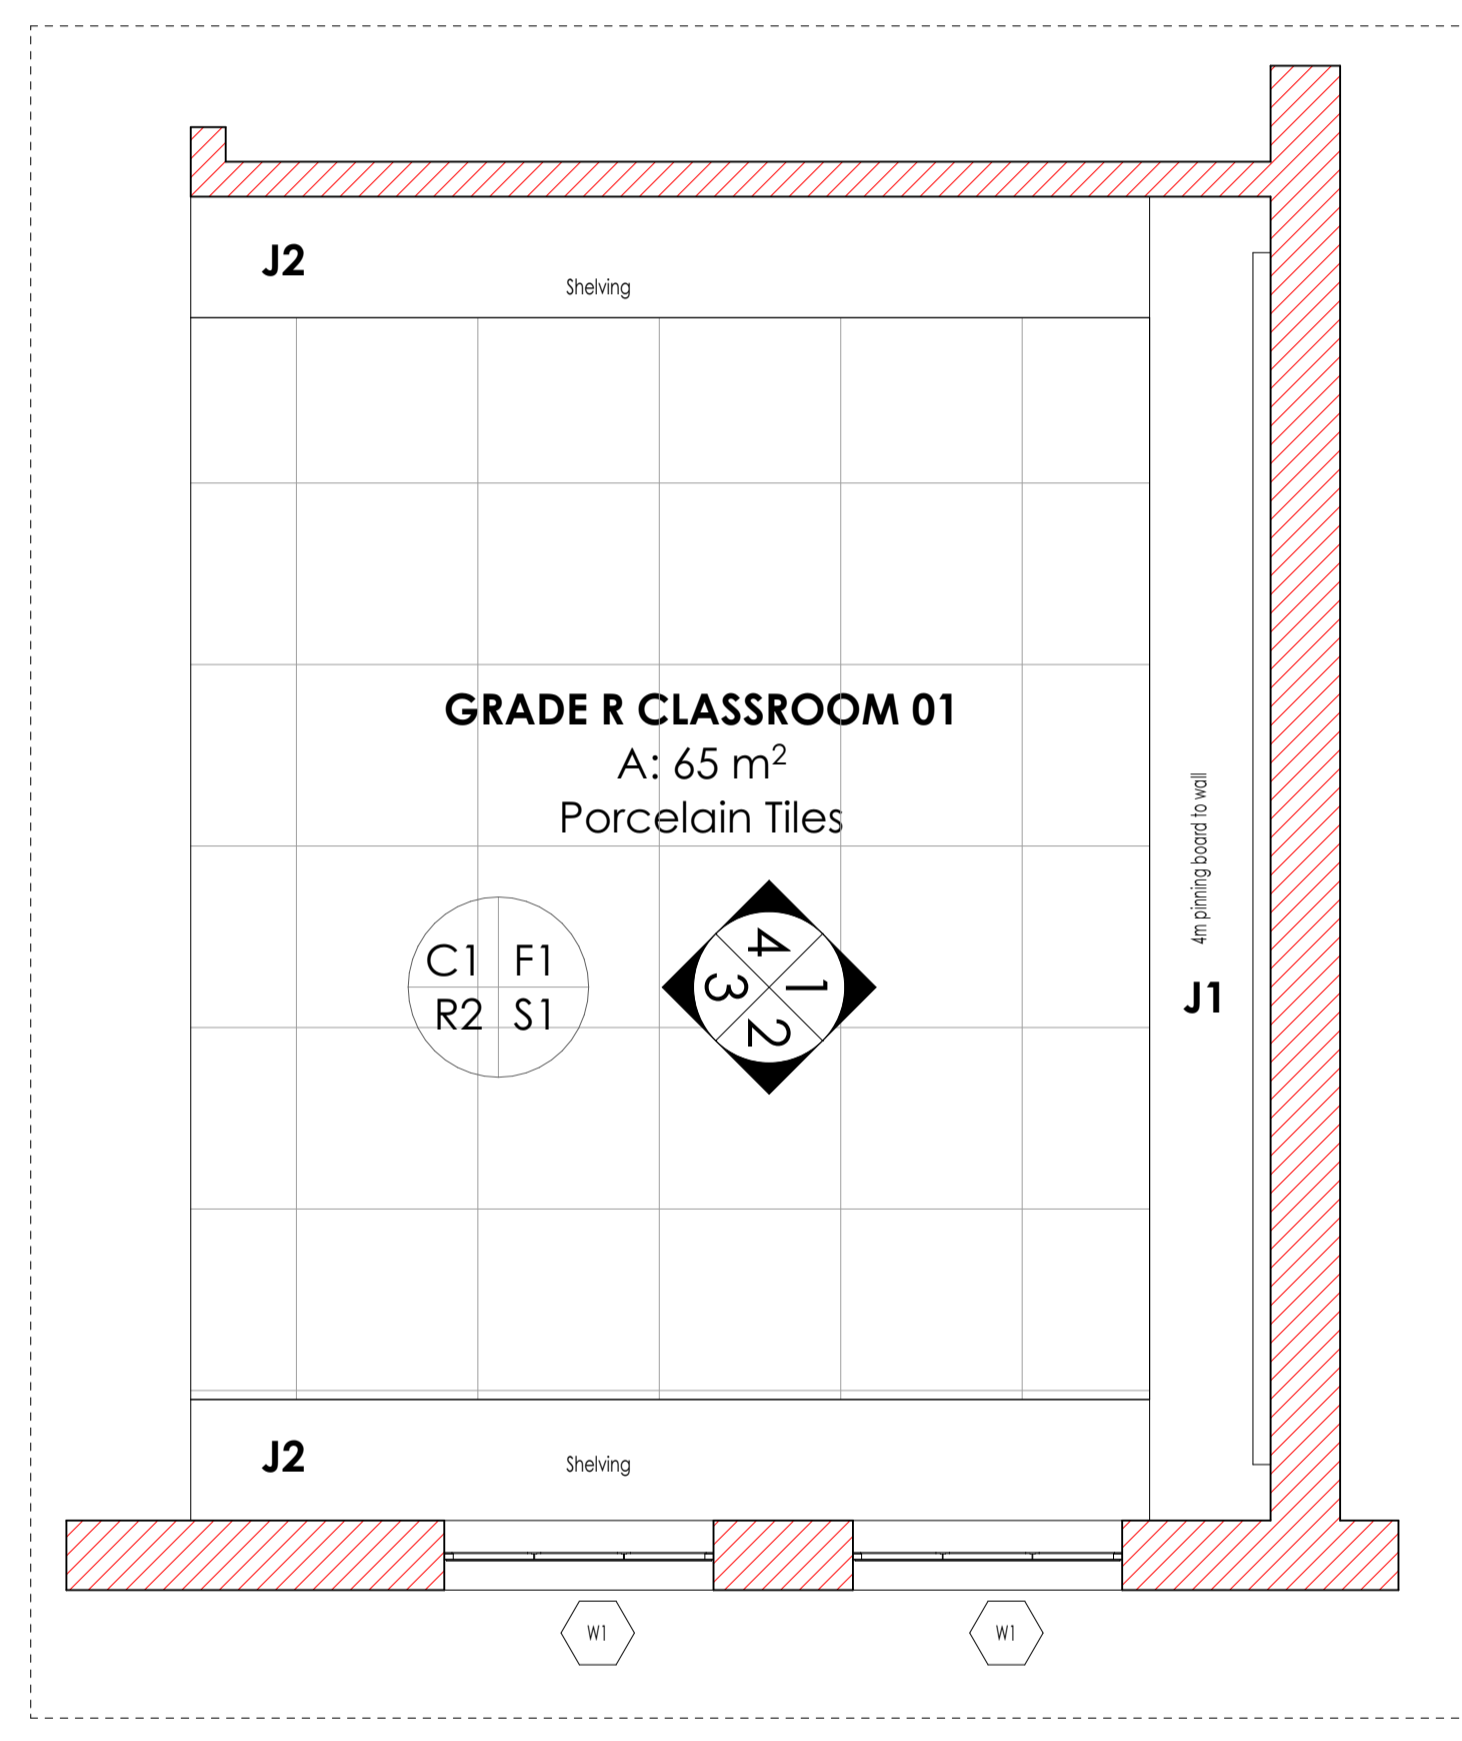 J2
Shelving
GRADE R CLASSROOM 01
A: 65 m²
Porcelain Tiles
4m pinning board to wall
J1
C1 F1
R2 S1
4
3 1
2
J2
Shelving
W1 W1